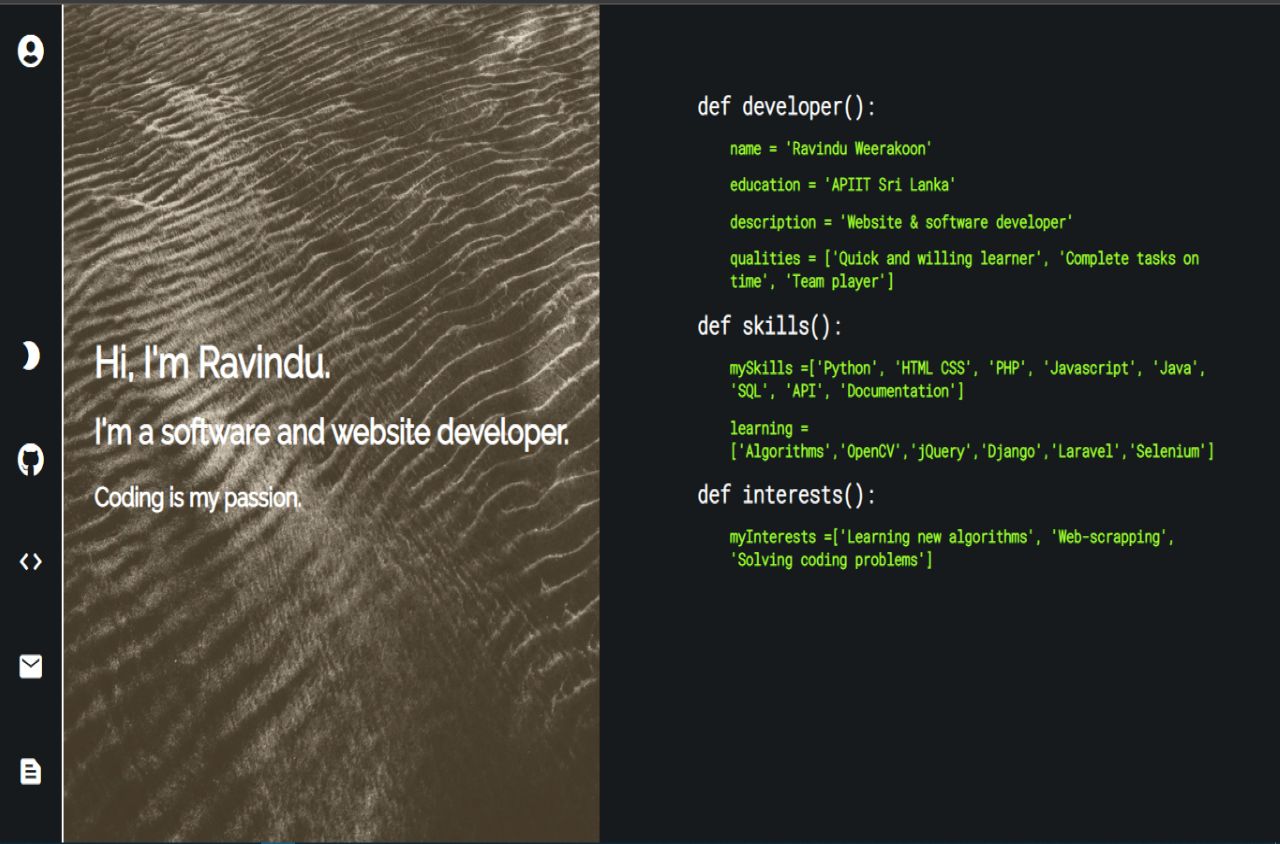 Hi, I'm Ravindu.
I'm a software and website developer.
Coding is my passion.
def developer():
name = 'Ravindu Weerakoon'
education = 'APIIT Sri Lanka'
description = 'Website & software developer'
qualities = ['Quick and willing learner', 'Complete tasks on
time', 'Team player']
def skills():
mySkills =['Python', 'HTML CSS', 'PHP', 'Javascript', 'Java',
'SQL', 'API', 'Documentation']
learning =
['Algorithms','OpenCV','jQuery','Django','Laravel','Selenium']
def interests():
myInterests =['Learning new algorithms', 'Web-scrapping',
'Solving coding problems']